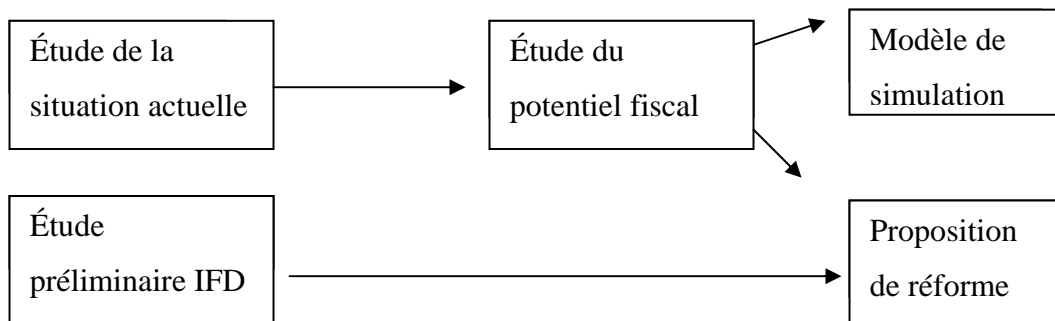 Étude de la
situation actuelle
Étude du
potentiel fiscal
Modèle de
simulation
Étude
préliminaire IFD
Proposition
de réforme